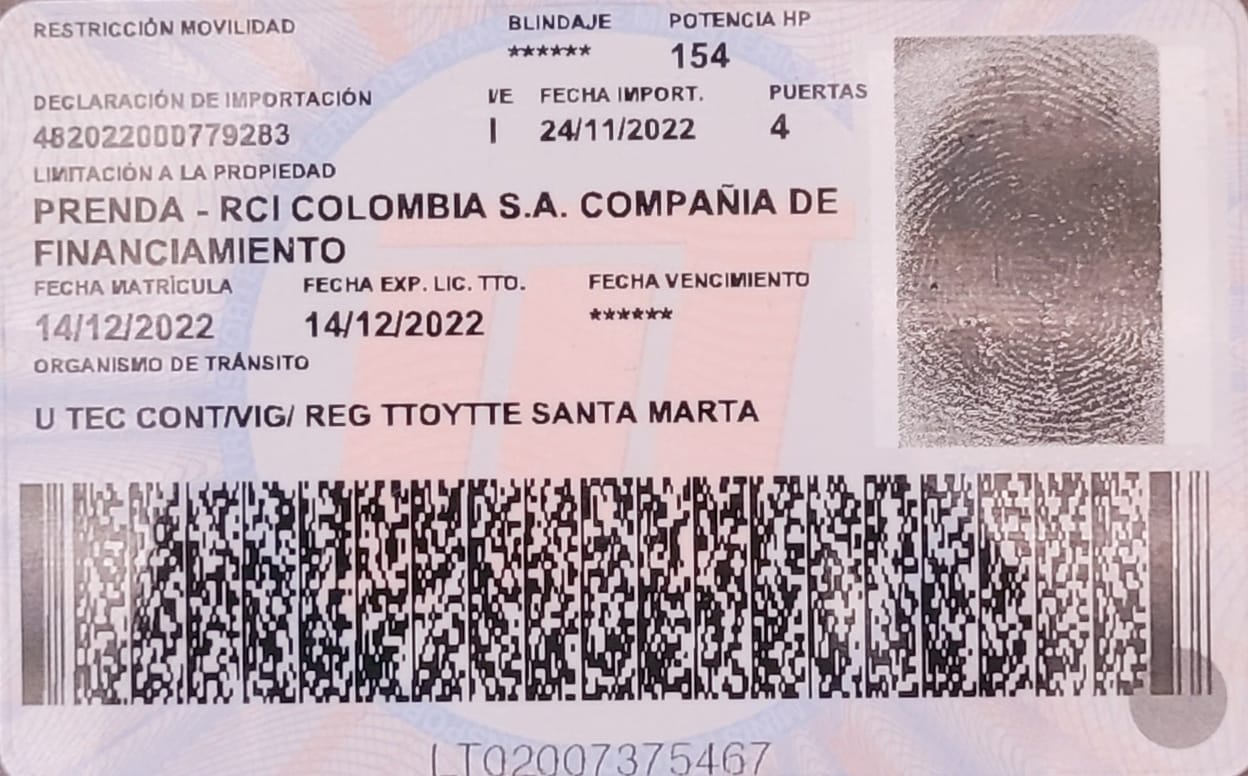 RESTRICCIÓN MOVILIDAD BLINDAJE POTENCIA HP
****** 154
DECLARACIÓN DE IMPORTACIÓN I/E FECHA IMPORT. PUERTAS
482022000779283 I 24/11/2022 4
LIMITACIÓN A LA PROPIEDAD
PRENDA - RCI COLOMBIA S.A. COMPAÑIA DE
FINANCIAMIENTO
FECHA MATRÍCULA FECHA EXP. LIC. TTO. FECHA VENCIMIENTO
14/12/2022 14/12/2022 ******
ORGANISMO DE TRÁNSITO
U TEC CONT/VIG/ REG TTOYTTE SANTA MARTA
LT02007375467